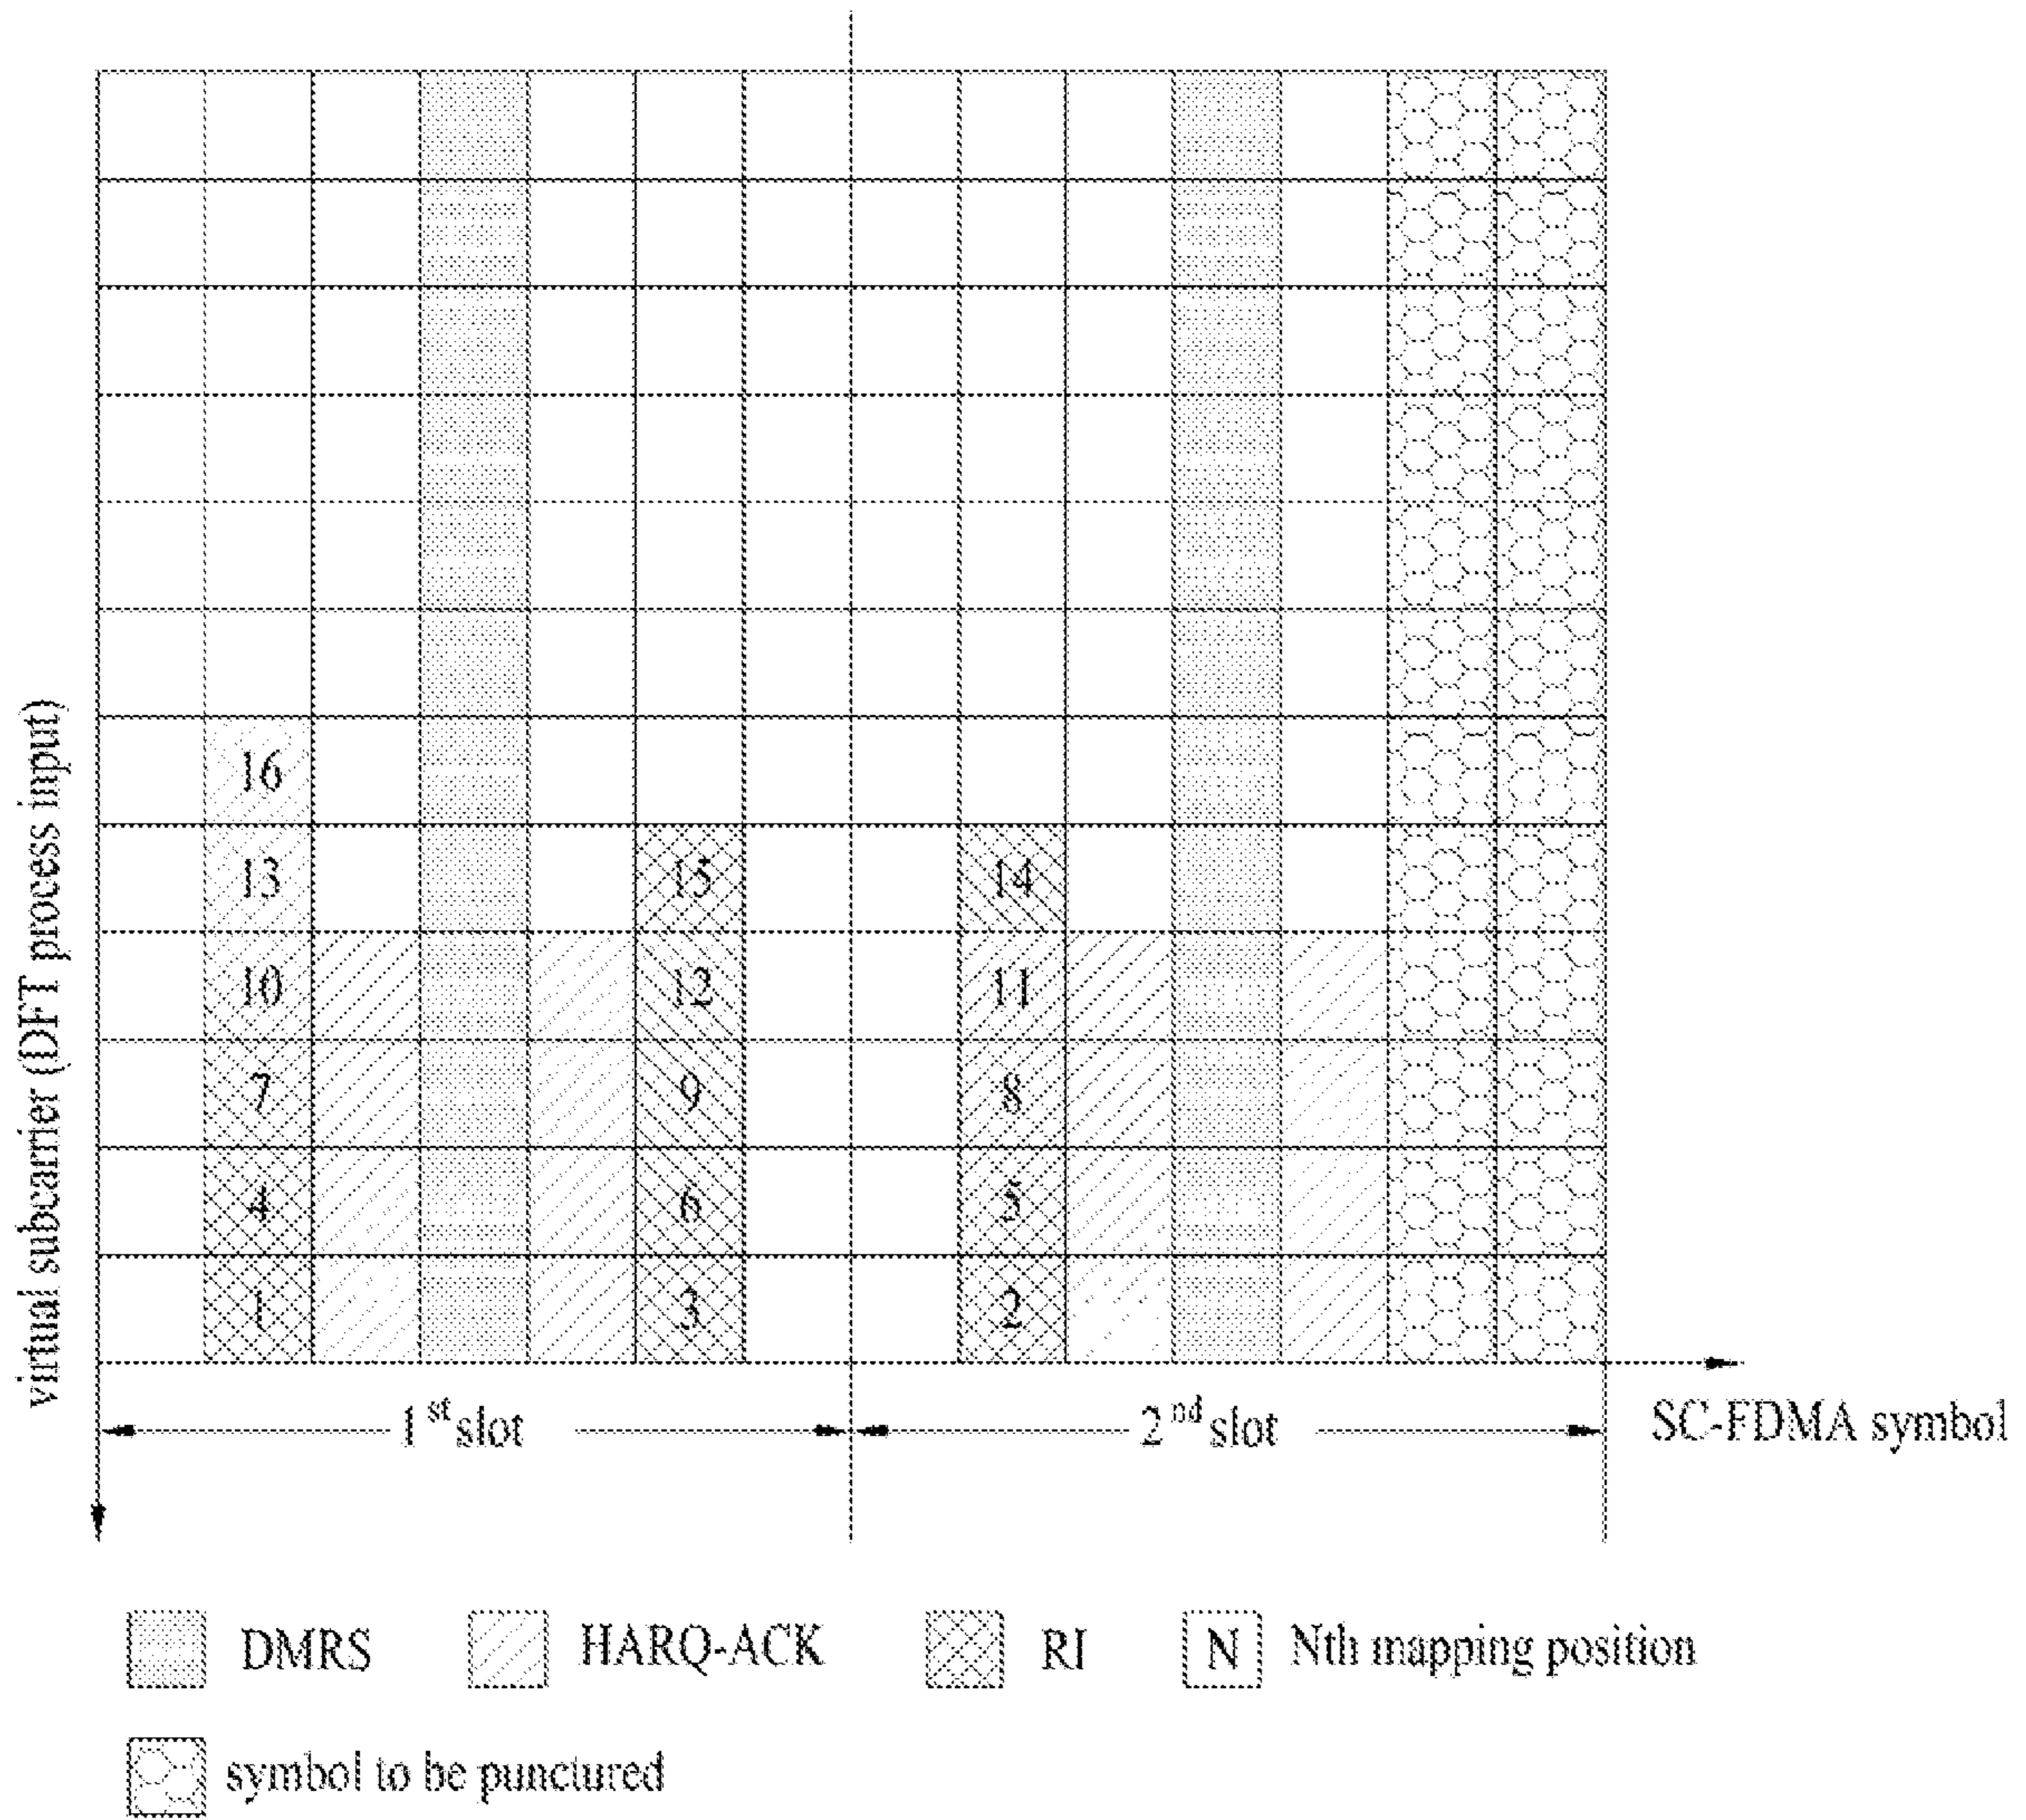 virtual subcarrier (DFT process input)
16
13 15 14
10 12 11
7 9 8
4 6 5
1 3 2
1st slot 2nd slot SC-FDMA symbol
DMRS HARQ-ACK RI N Nth mapping position
symbol to be punctured